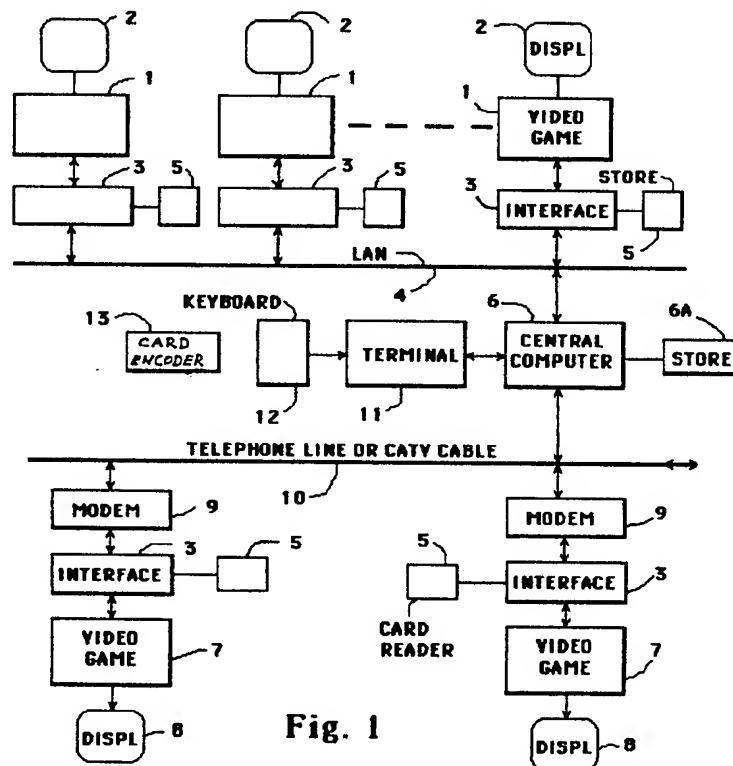 2
2
2
DISPL
1
1
1
VIDEO
GAME
3
5
3
5
STORE
3
INTERFACE
5
LAN
4
KEYBOARD
6
6A
13
CARD
ENCODER
TERMINAL
CENTRAL
COMPUTER
STORE
12
11
TELEPHONE LINE OR CATV CABLE
10
MODEM
9
MODEM
9
3
5
5
INTERFACE
INTERFACE
3
CARD
READER
VIDEO
GAME
7
VIDEO
GAME
7
DISPL
8
Fig. 1
DISPL
8